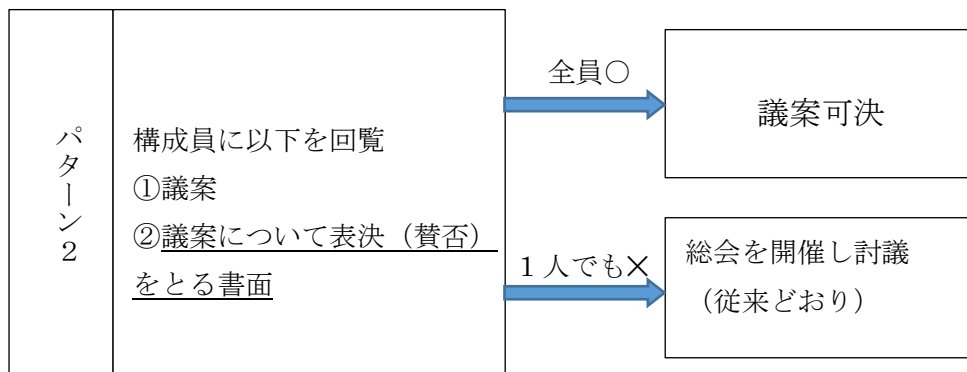 パターン２
構成員に以下を回覧
①議案
②議案について表決（賛否）
をとる書面
全員○
議案可決
１人でも×
総会を開催し討議
（従来どおり）